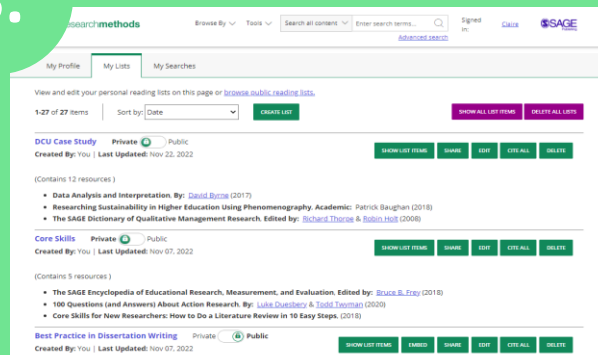 researchmethods Browse By Tools Search all content Enter search terms... Signed in: Claire SAGE
Advanced search
My Profile My Lists My Searches
View and edit your personal reading lists on this page or browse public reading lists.
1-27 of 27 items Sort by: Date CREATE LIST SHOW ALL LIST ITEMS DELETE ALL LISTS
DCU Case Study Private Public
Created By: You | Last Updated: Nov 22, 2022 SHOW LIST ITEMS SHARE EDIT CITE ALL DELETE
(Contains 12 resources )
Data Analysis and Interpretation. By: David Byrne (2017)
Researching Sustainability in Higher Education Using Phenomenography. Academic: Patrick Baughan (2018)
The SAGE Dictionary of Qualitative Management Research. Edited by: Richard Thorpe & Robin Holt (2008)
Core Skills Private Public
Created By: You | Last Updated: Nov 07, 2022 SHOW LIST ITEMS SHARE EDIT CITE ALL DELETE
(Contains 5 resources )
The SAGE Encyclopedia of Educational Research, Measurement, and Evaluation. Edited by: Bruce B. Frey (2018)
100 Questions (and Answers) About Action Research. By: Luke Duesbery & Todd Twyman (2020)
Core Skills for New Researchers: How to Do a Literature Review in 10 Easy Steps. (2018)
Best Practice in Dissertation Writing Private Public
Created By: You | Last Updated: Nov 07, 2022 SHOW LIST ITEMS EMBED SHARE EDIT CITE ALL DELETE